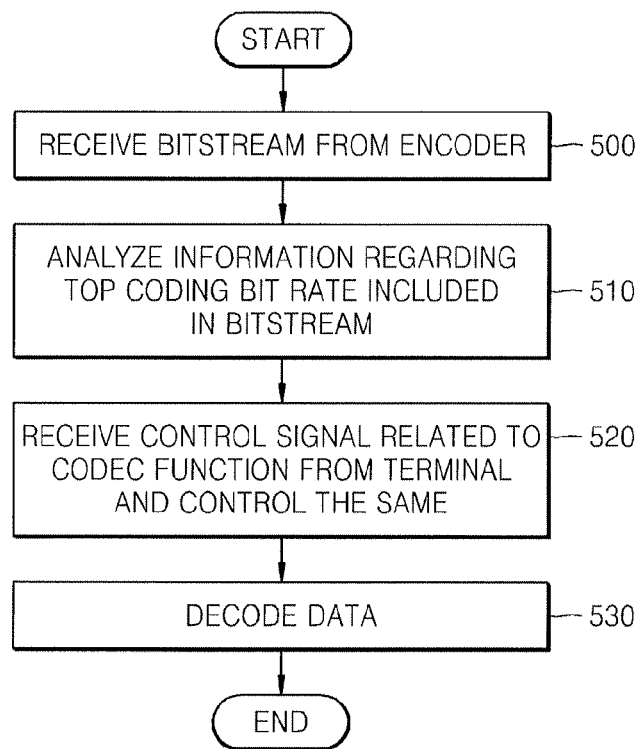 START
RECEIVE BITSTREAM FROM ENCODER
500
ANALYZE INFORMATION REGARDING
TOP CODING BIT RATE INCLUDED
IN BITSTREAM
510
RECEIVE CONTROL SIGNAL RELATED TO
CODEC FUNCTION FROM TERMINAL
AND CONTROL THE SAME
520
DECODE DATA
530
END